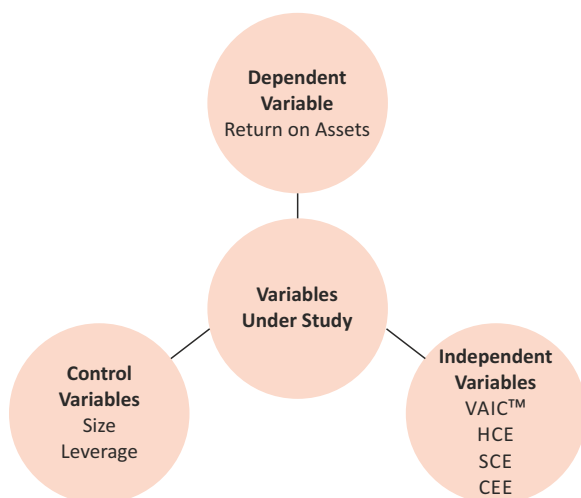 Dependent
Variable
Return on Assets
Variables
Under Study
Control
Variables
Size
Leverage
Independent
Variables
VAIC™
HCE
SCE
CEE